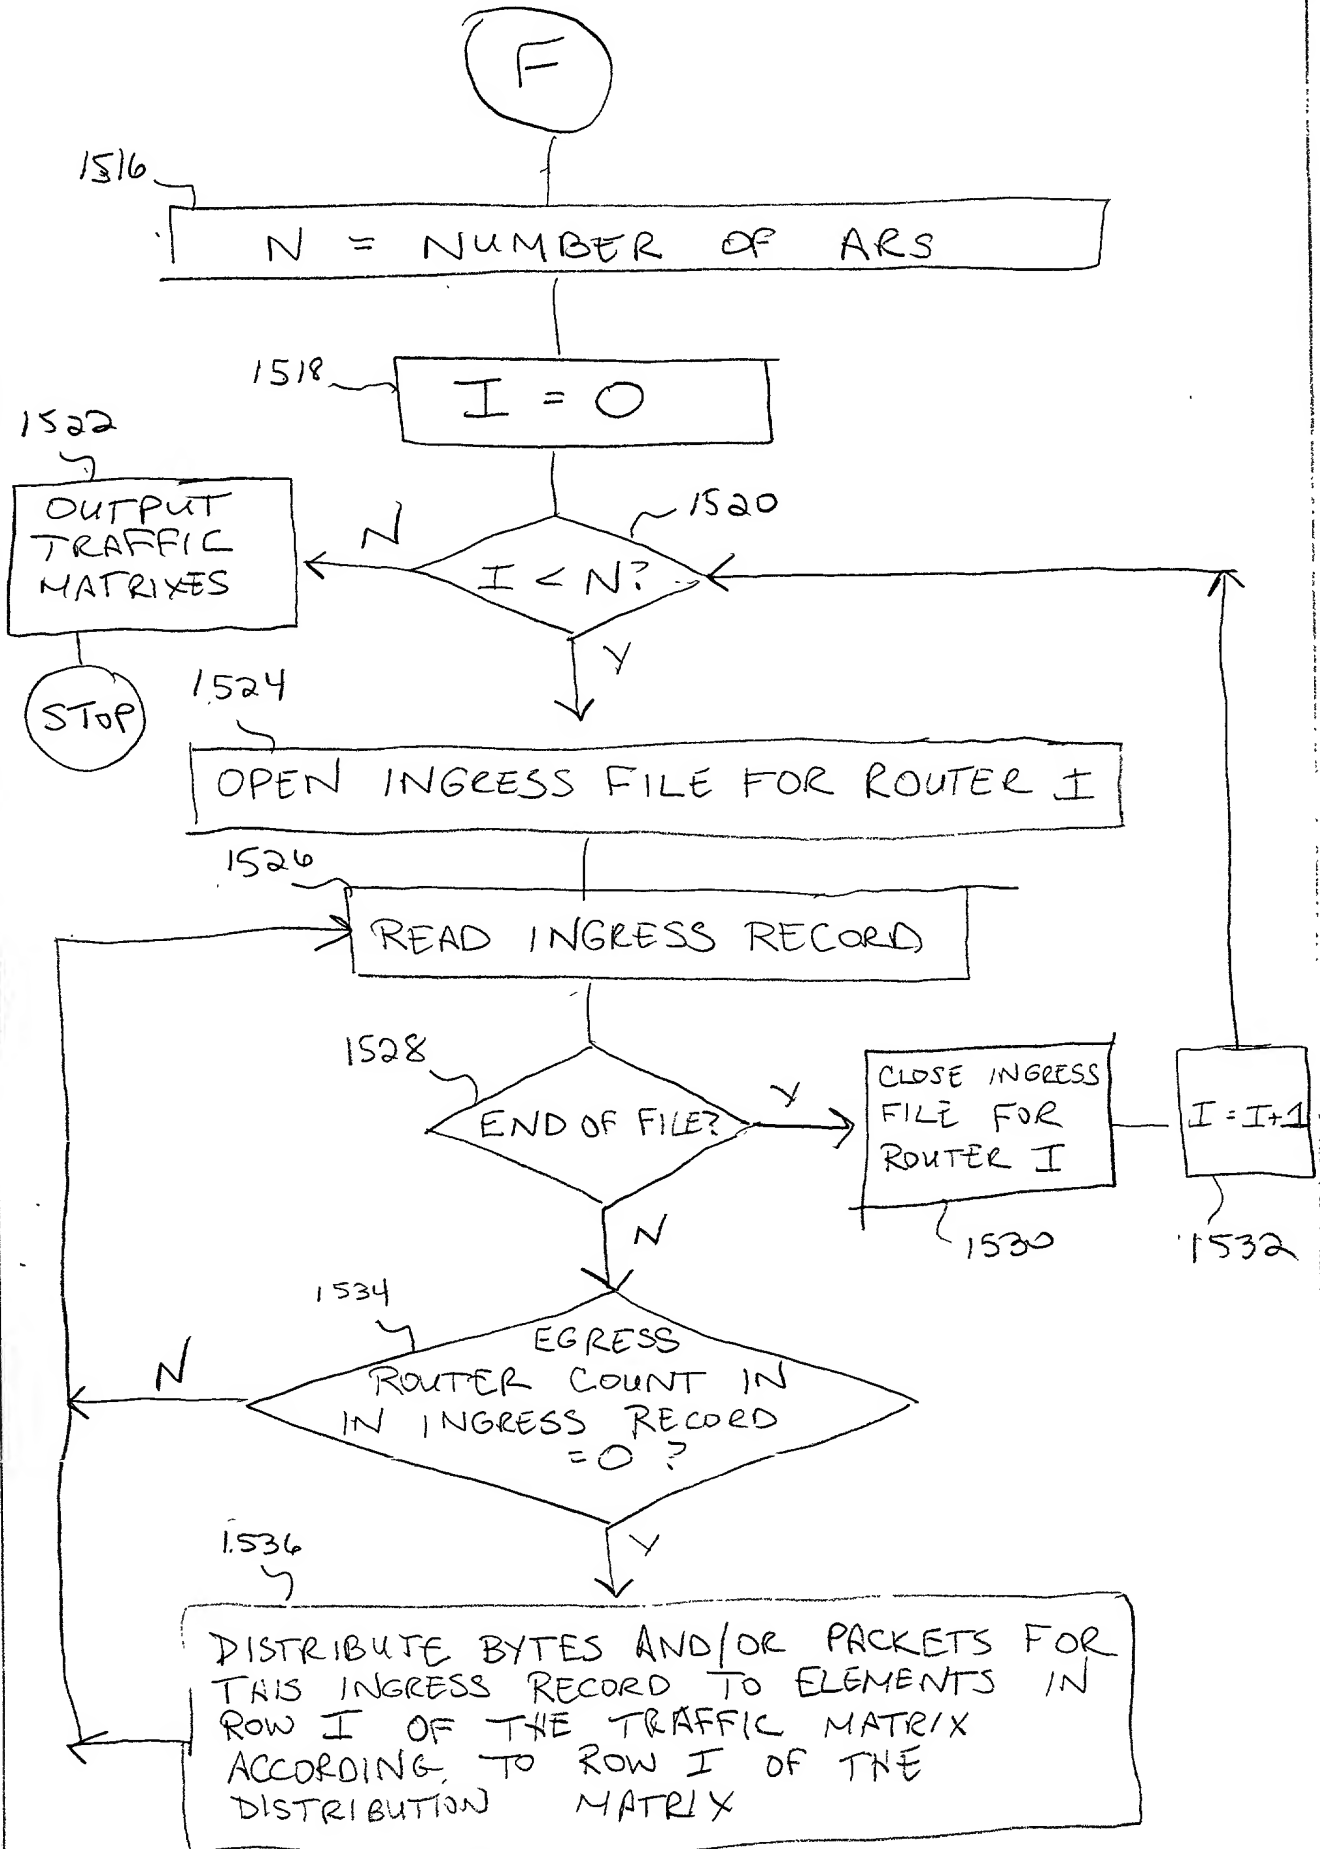 F
1516
N = NUMBER OF ARS
1518
I = 0
1522
OUTPUT
TRAFFIC
MATRIXES
STOP
N
1520
I < N?
Y
1524
OPEN INGRESS FILE FOR ROUTER I
1526
READ INGRESS RECORD
1528
END OF FILE?
Y
CLOSE INGRESS
FILE FOR
ROUTER I
1530
I = I+1
1532
N
1534
EGRESS
ROUTER COUNT IN
IN INGRESS RECORD
= 0 ?
N
Y
1536
DISTRIBUTE BYTES AND/OR PACKETS FOR
THIS INGRESS RECORD TO ELEMENTS IN
ROW I OF THE TRAFFIC MATRIX
ACCORDING TO ROW I OF THE
DISTRIBUTION MATRIX